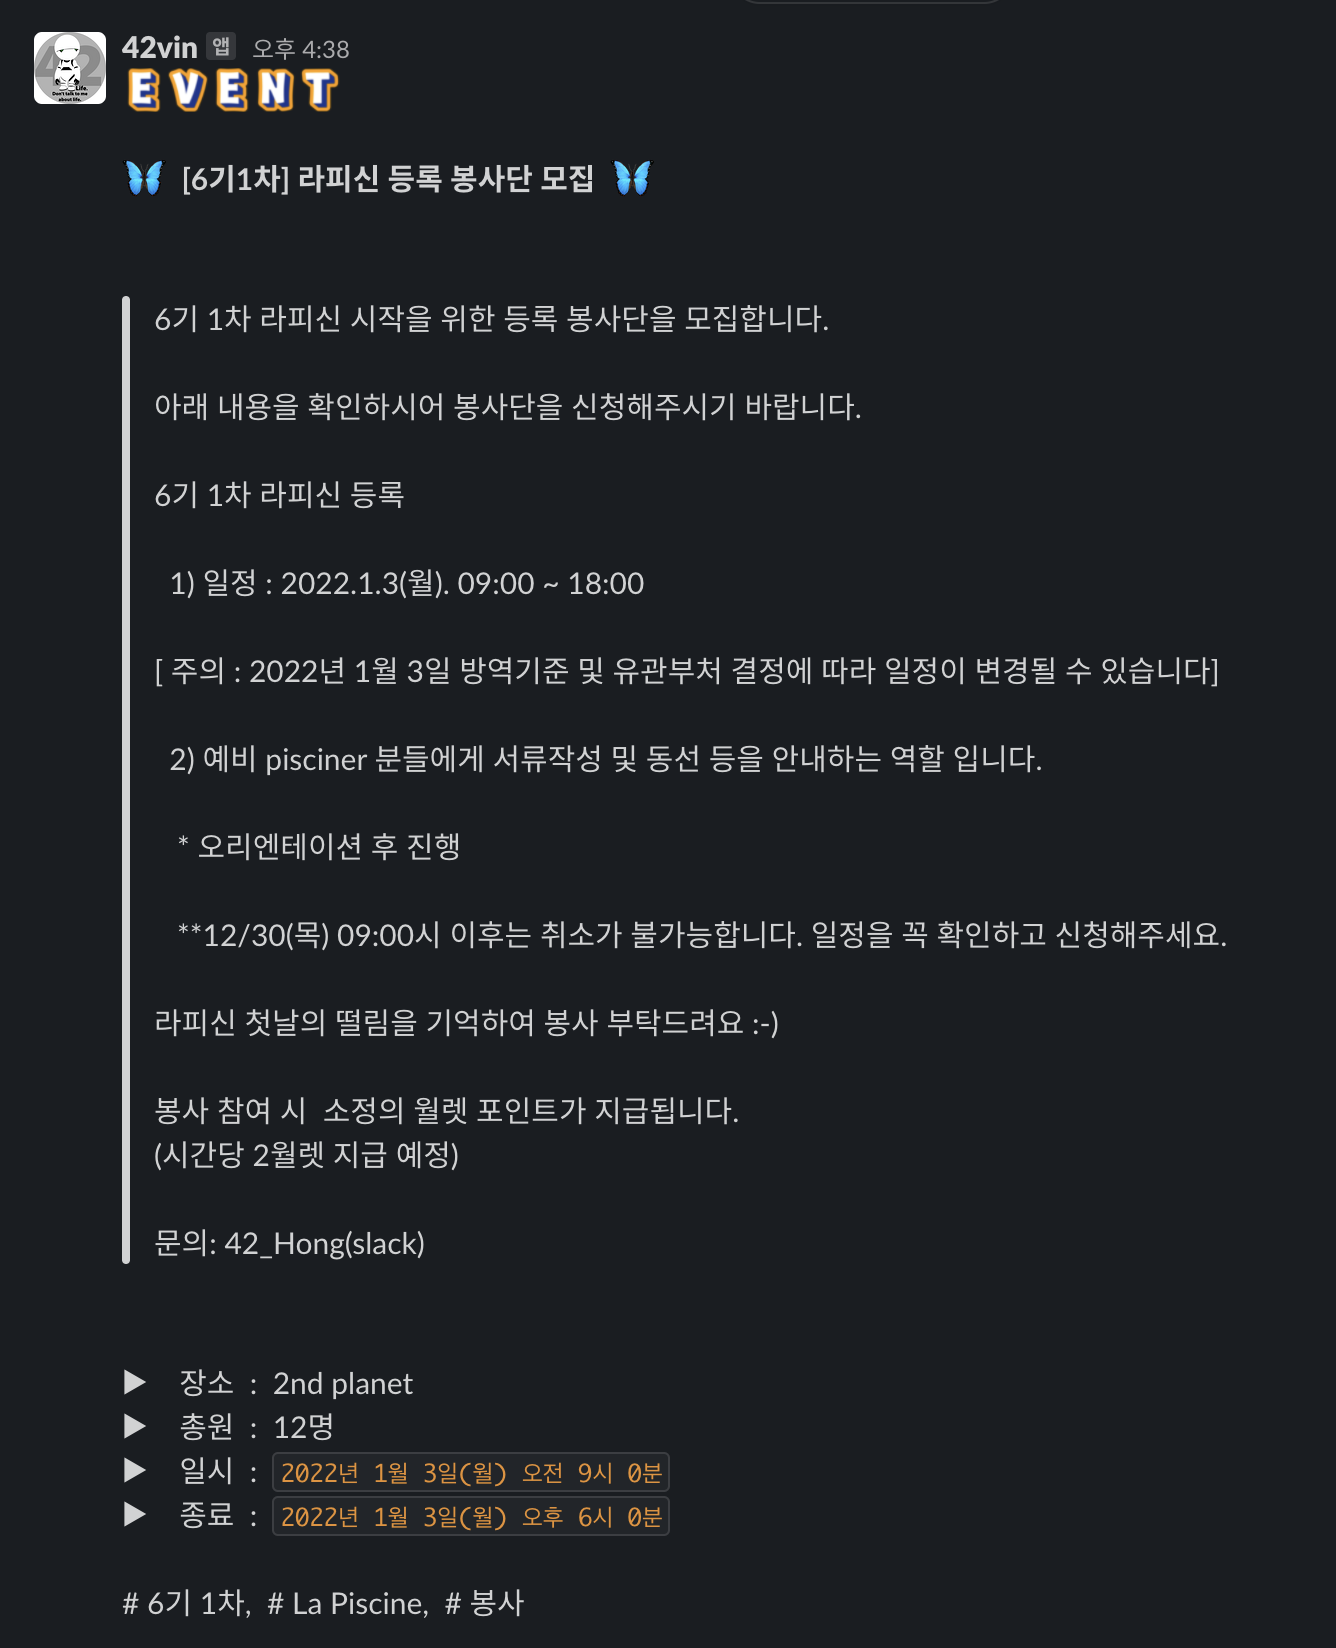 42vin 앱 오후 4:38
EVENT
[6기1차] 라피신 등록 봉사단 모집
6기 1차 라피신 시작을 위한 등록 봉사단을 모집합니다.
아래 내용을 확인하시어 봉사단을 신청해주시기 바랍니다.
6기 1차 라피신 등록
1) 일정 : 2022.1.3(월). 09:00 ~ 18:00
[ 주의 : 2022년 1월 3일 방역기준 및 유관부처 결정에 따라 일정이 변경될 수 있습니다]
2) 예비 pisciner 분들에게 서류작성 및 동선 등을 안내하는 역할 입니다.
* 오리엔테이션 후 진행
**12/30(목) 09:00시 이후는 취소가 불가능합니다. 일정을 꼭 확인하고 신청해주세요.
라피신 첫날의 떨림을 기억하여 봉사 부탁드려요 :-)
봉사 참여 시  소정의 월렛 포인트가 지급됩니다.
(시간당 2월렛 지급 예정)
문의: 42_Hong(slack)
▶ 장소 : 2nd planet
▶ 총원 : 12명
▶ 일시 : 2022년 1월 3일(월) 오전 9시 0분
▶ 종료 : 2022년 1월 3일(월) 오후 6시 0분
# 6기 1차, # La Piscine, # 봉사